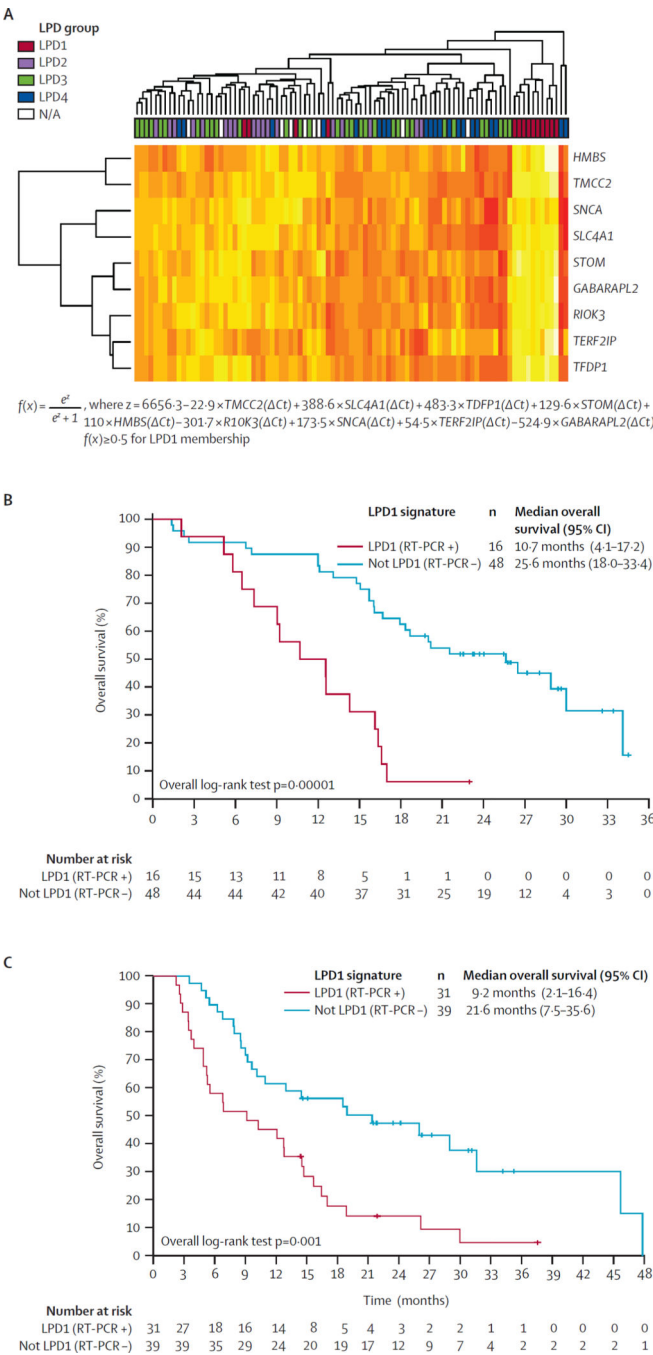 A
LPD group
LPD1
LPD2
LPD3
LPD4
N/A
HMBS
TMCC2
SNCA
SLC4A1
STOM
GABARAPL2
RIOK3
TERF2IP
TFDP1
f(x) = e^z / e^z + 1 , where z = 6656·3–22·9 × TMCC2(ΔCt) + 388·6 × SLC4A1(ΔCt) + 483·3 × TDFP1(ΔCt) + 129·6 × STOM(ΔCt) +
110 × HMBS(ΔCt) – 301·7 × R10K3(ΔCt) + 173·5 × SNCA(ΔCt) + 54·5 × TERF2IP(ΔCt) – 524·9 × GABARAPL2(ΔCt)
f(x) ≥ 0·5 for LPD1 membership
B
LPD1 signature n Median overall
survival (95% CI)
LPD1 (RT-PCR +) 16 10·7 months (4·1–17·2)
Not LPD1 (RT-PCR –) 48 25·6 months (18·0–33·4)
Overall survival (%)
100
90
80
70
60
50
40
30
20
10
0
Overall log-rank test p=0·00001
0 3 6 9 12 15 18 21 24 27 30 33 36
Number at risk
LPD1 (RT-PCR +) 16 15 13 11 8 5 1 1 0 0 0 0 0
Not LPD1 (RT-PCR –) 48 44 44 42 40 37 31 25 19 12 4 3 0
C
LPD1 signature n Median overall survival (95% CI)
LPD1 (RT-PCR +) 31 9·2 months (2·1–16·4)
Not LPD1 (RT-PCR –) 39 21·6 months (7·5–35·6)
Overall survival (%)
100
90
80
70
60
50
40
30
20
10
0
Overall log-rank test p=0·001
0 3 6 9 12 15 18 21 24 27 30 33 36 39 42 45 48
Time (months)
Number at risk
LPD1 (RT-PCR +) 31 27 18 16 14 8 5 4 3 2 2 1 1 0 0 0 0
Not LPD1 (RT-PCR –) 39 39 35 29 24 20 19 17 12 9 7 4 2 2 2 2 1